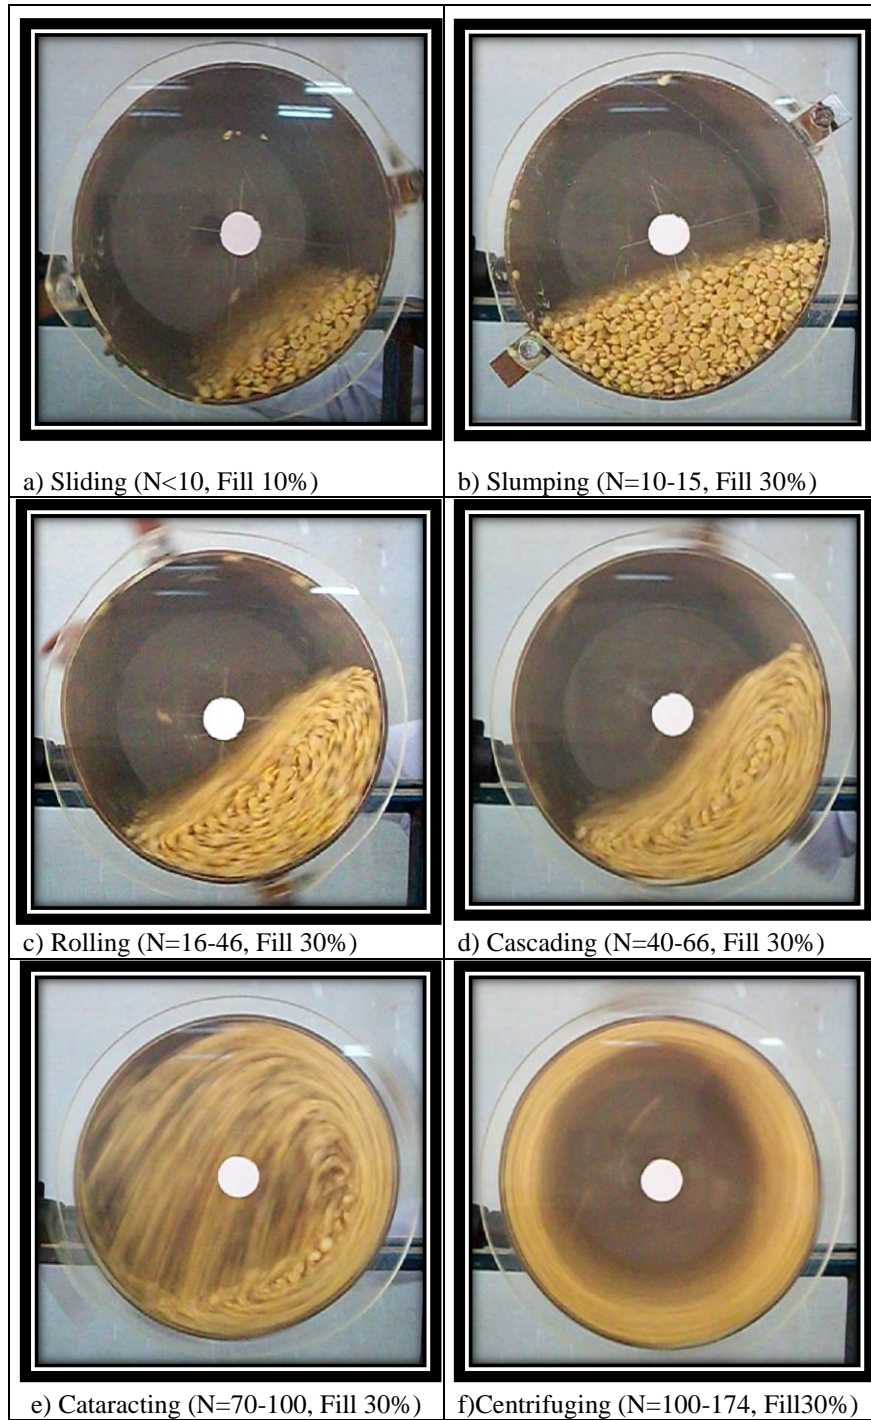 a) Sliding (N<10, Fill 10%)
b) Slumping (N=10-15, Fill 30%)
c) Rolling (N=16-46, Fill 30%)
d) Cascading (N=40-66, Fill 30%)
e) Cataracting (N=70-100, Fill 30%)
f)Centrifuging (N=100-174, Fill30%)